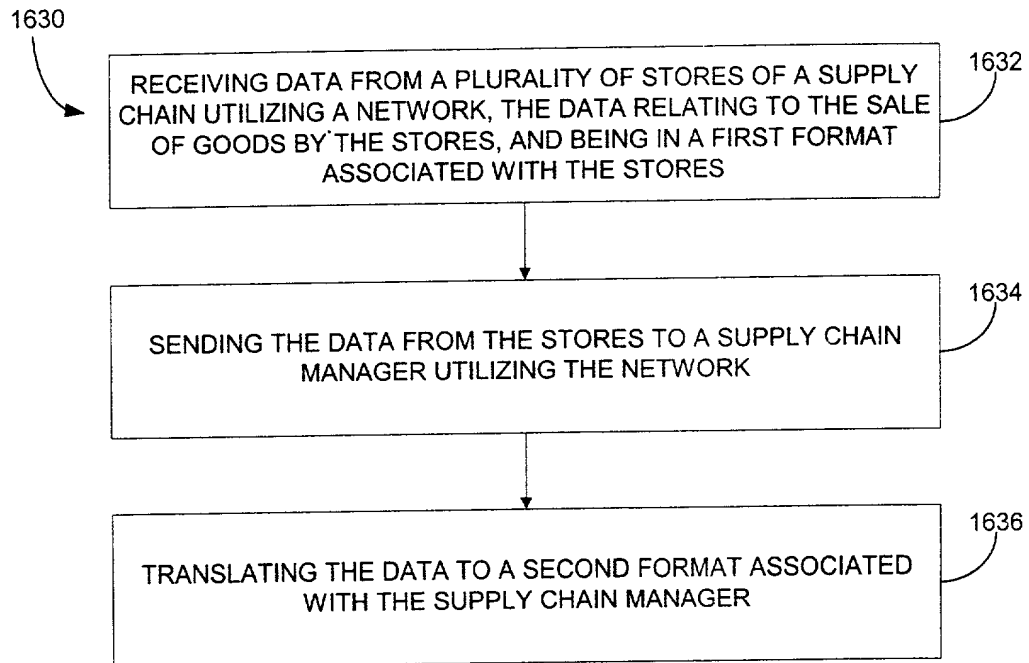 1630
RECEIVING DATA FROM A PLURALITY OF STORES OF A SUPPLY
CHAIN UTILIZING A NETWORK, THE DATA RELATING TO THE SALE
OF GOODS BY THE STORES, AND BEING IN A FIRST FORMAT
ASSOCIATED WITH THE STORES
1632
SENDING THE DATA FROM THE STORES TO A SUPPLY CHAIN
MANAGER UTILIZING THE NETWORK
1634
TRANSLATING THE DATA TO A SECOND FORMAT ASSOCIATED
WITH THE SUPPLY CHAIN MANAGER
1636